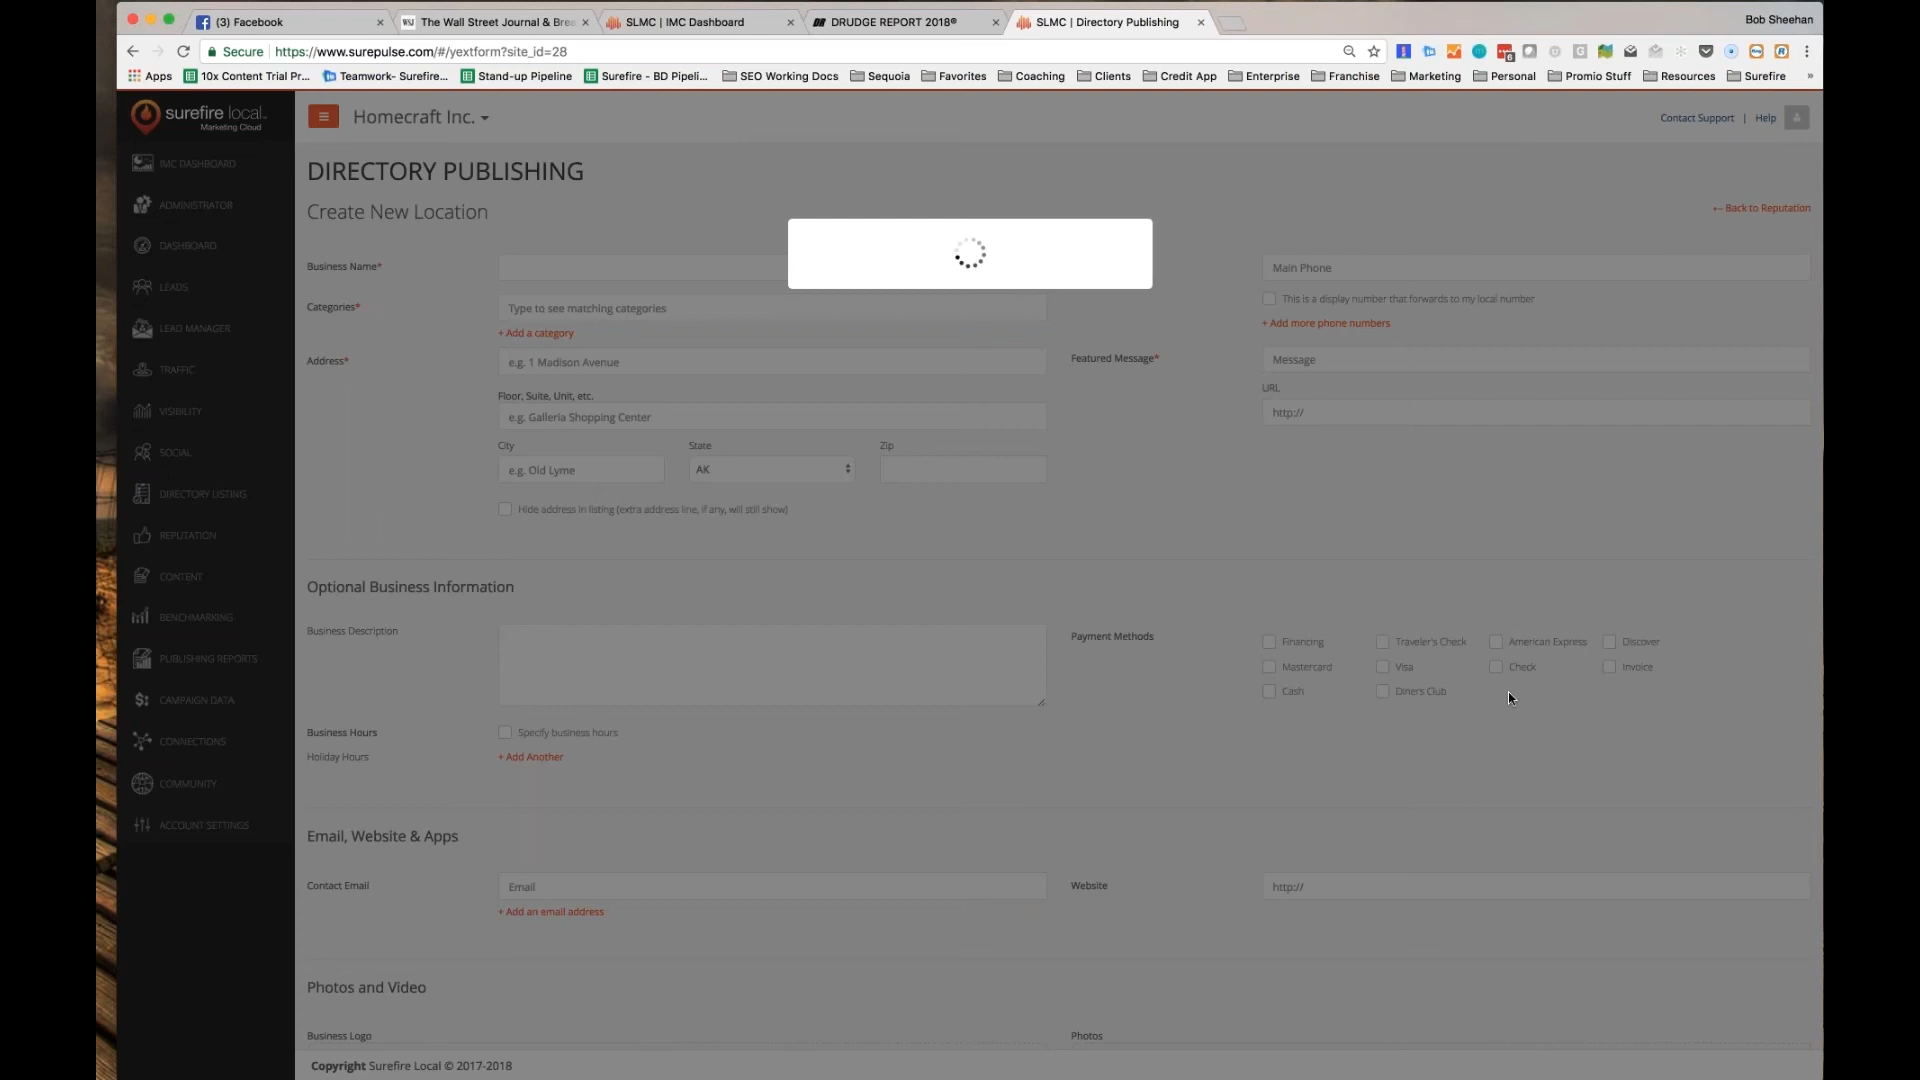 (3) Facebook
The Wall Street Journal & Brea
SLMC | IMC Dashboard
DRUDGE REPORT 2018®
SLMC | Directory Publishing
Bob Sheehan
Secure
https://www.surepulse.com/#/yextform?site_id=28
Apps
10x Content Trial Pr...
Teamwork- Surefire...
Stand-up Pipeline
Surefire - BD Pipeli...
SEO Working Docs
Sequoia
Favorites
Coaching
Clients
Credit App
Enterprise
Franchise
Marketing
Personal
Promio Stuff
Resources
Surefire
»
surefire local
Marketing Cloud
Homecraft Inc.
Contact Support | Help
IMC DASHBOARD
ADMINISTRATOR
DASHBOARD
LEADS
LEAD MANAGER
TRAFFIC
VISIBILITY
SOCIAL
DIRECTORY LISTING
REPUTATION
CONTENT
BENCHMARKING
PUBLISHING REPORTS
CAMPAIGN DATA
CONNECTIONS
COMMUNITY
ACCOUNT SETTINGS
DIRECTORY PUBLISHING
Create New Location
← Back to Reputation
Business Name*
Main Phone
This is a display number that forwards to my local number
+ Add more phone numbers
Categories*
Type to see matching categories
+ Add a category
Address*
e.g. 1 Madison Avenue
Featured Message*
Message
URL
http://
Floor, Suite, Unit, etc.
e.g. Galleria Shopping Center
City
State
Zip
e.g. Old Lyme
AK
Hide address in listing (extra address line, if any, will still show)
Optional Business Information
Business Description
Payment Methods
Financing
Traveler's Check
American Express
Discover
Mastercard
Visa
Check
Invoice
Cash
Diners Club
Business Hours
Specify business hours
Holiday Hours
+ Add Another
Email, Website & Apps
Contact Email
Email
+ Add an email address
Website
http://
Photos and Video
Business Logo
Photos
Copyright Surefire Local © 2017-2018